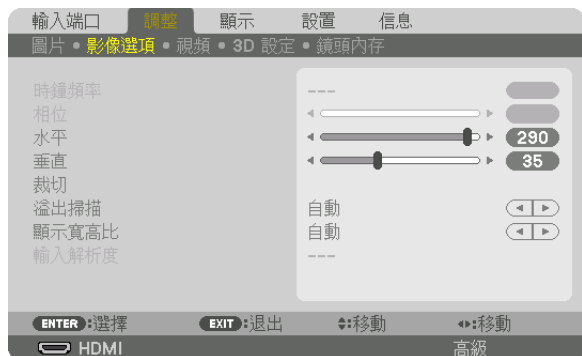 輸入端口 調整 顯示 設置 信息
圖片 • 影像選項 • 視頻 • 3D 設定 • 鏡頭內存
時鐘頻率 ---
相位
水平 290
垂直 35
裁切
溢出掃描 自動
顯示寬高比 自動
輸入解析度 ---
ENTER :選擇 EXIT :退出 :移動 :移動
HDMI 高級